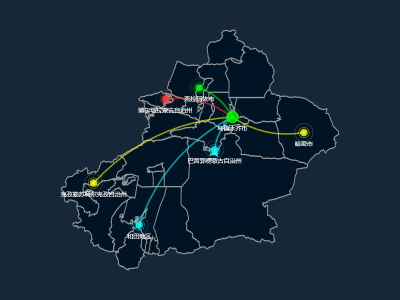 克拉玛依市
博尔塔拉蒙古自治州
乌鲁木齐市
哈密市
巴音郭楞蒙古自治州
克孜勒苏柯尔克孜自治州
和田地区